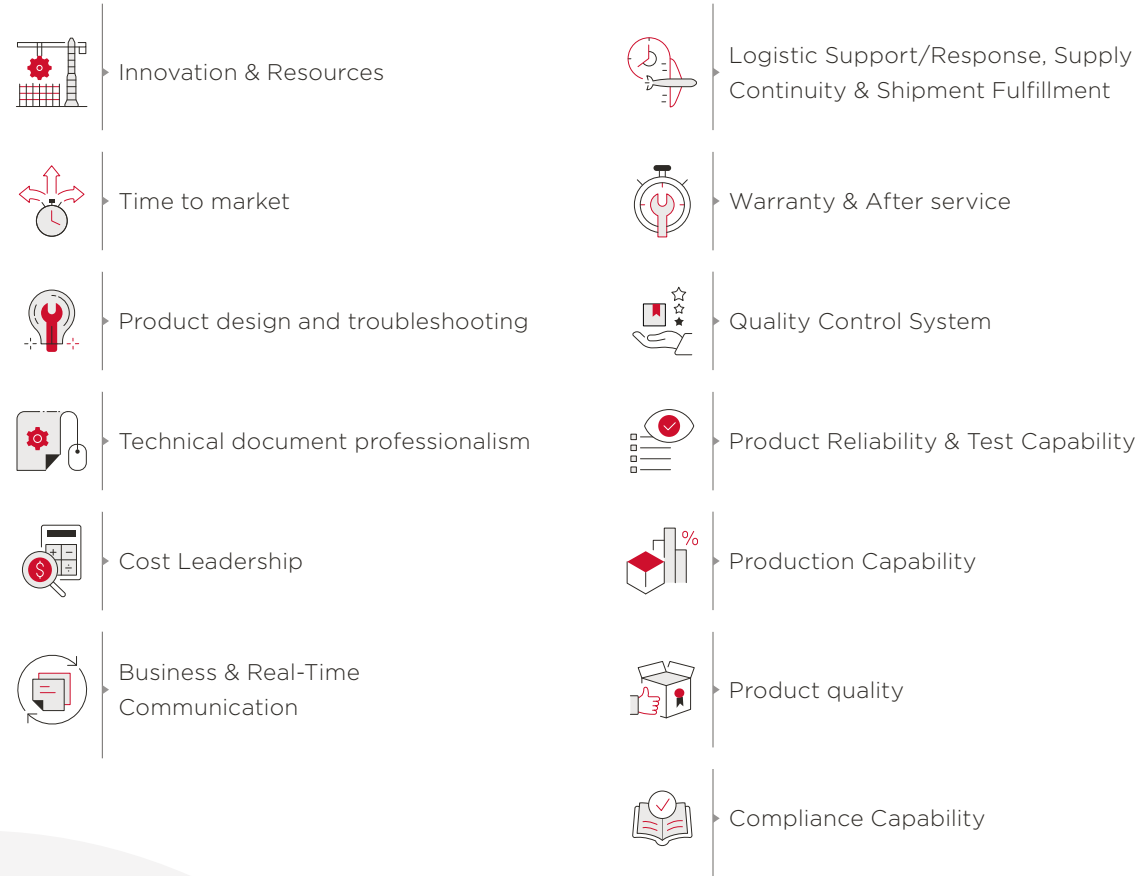 Innovation & Resources
Time to market
Product design and troubleshooting
Technical document professionalism
$
Cost Leadership
Business & Real-Time
Communication
Logistic Support/Response, Supply
Continuity & Shipment Fulfillment
Warranty & After service
Quality Control System
Product Reliability & Test Capability
%
Production Capability
Product quality
Compliance Capability